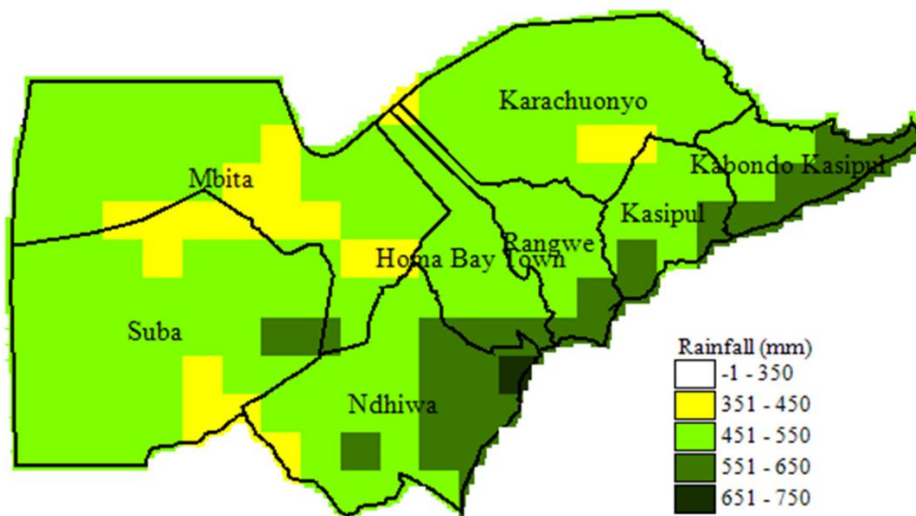 Karachuonyo
Mbita
Kabondo Kasipul
Kasipul
Rangwe
Homa Bay Town
Suba
Ndhiwa
Rainfall (mm)
-1 - 350
351 - 450
451 - 550
551 - 650
651 - 750